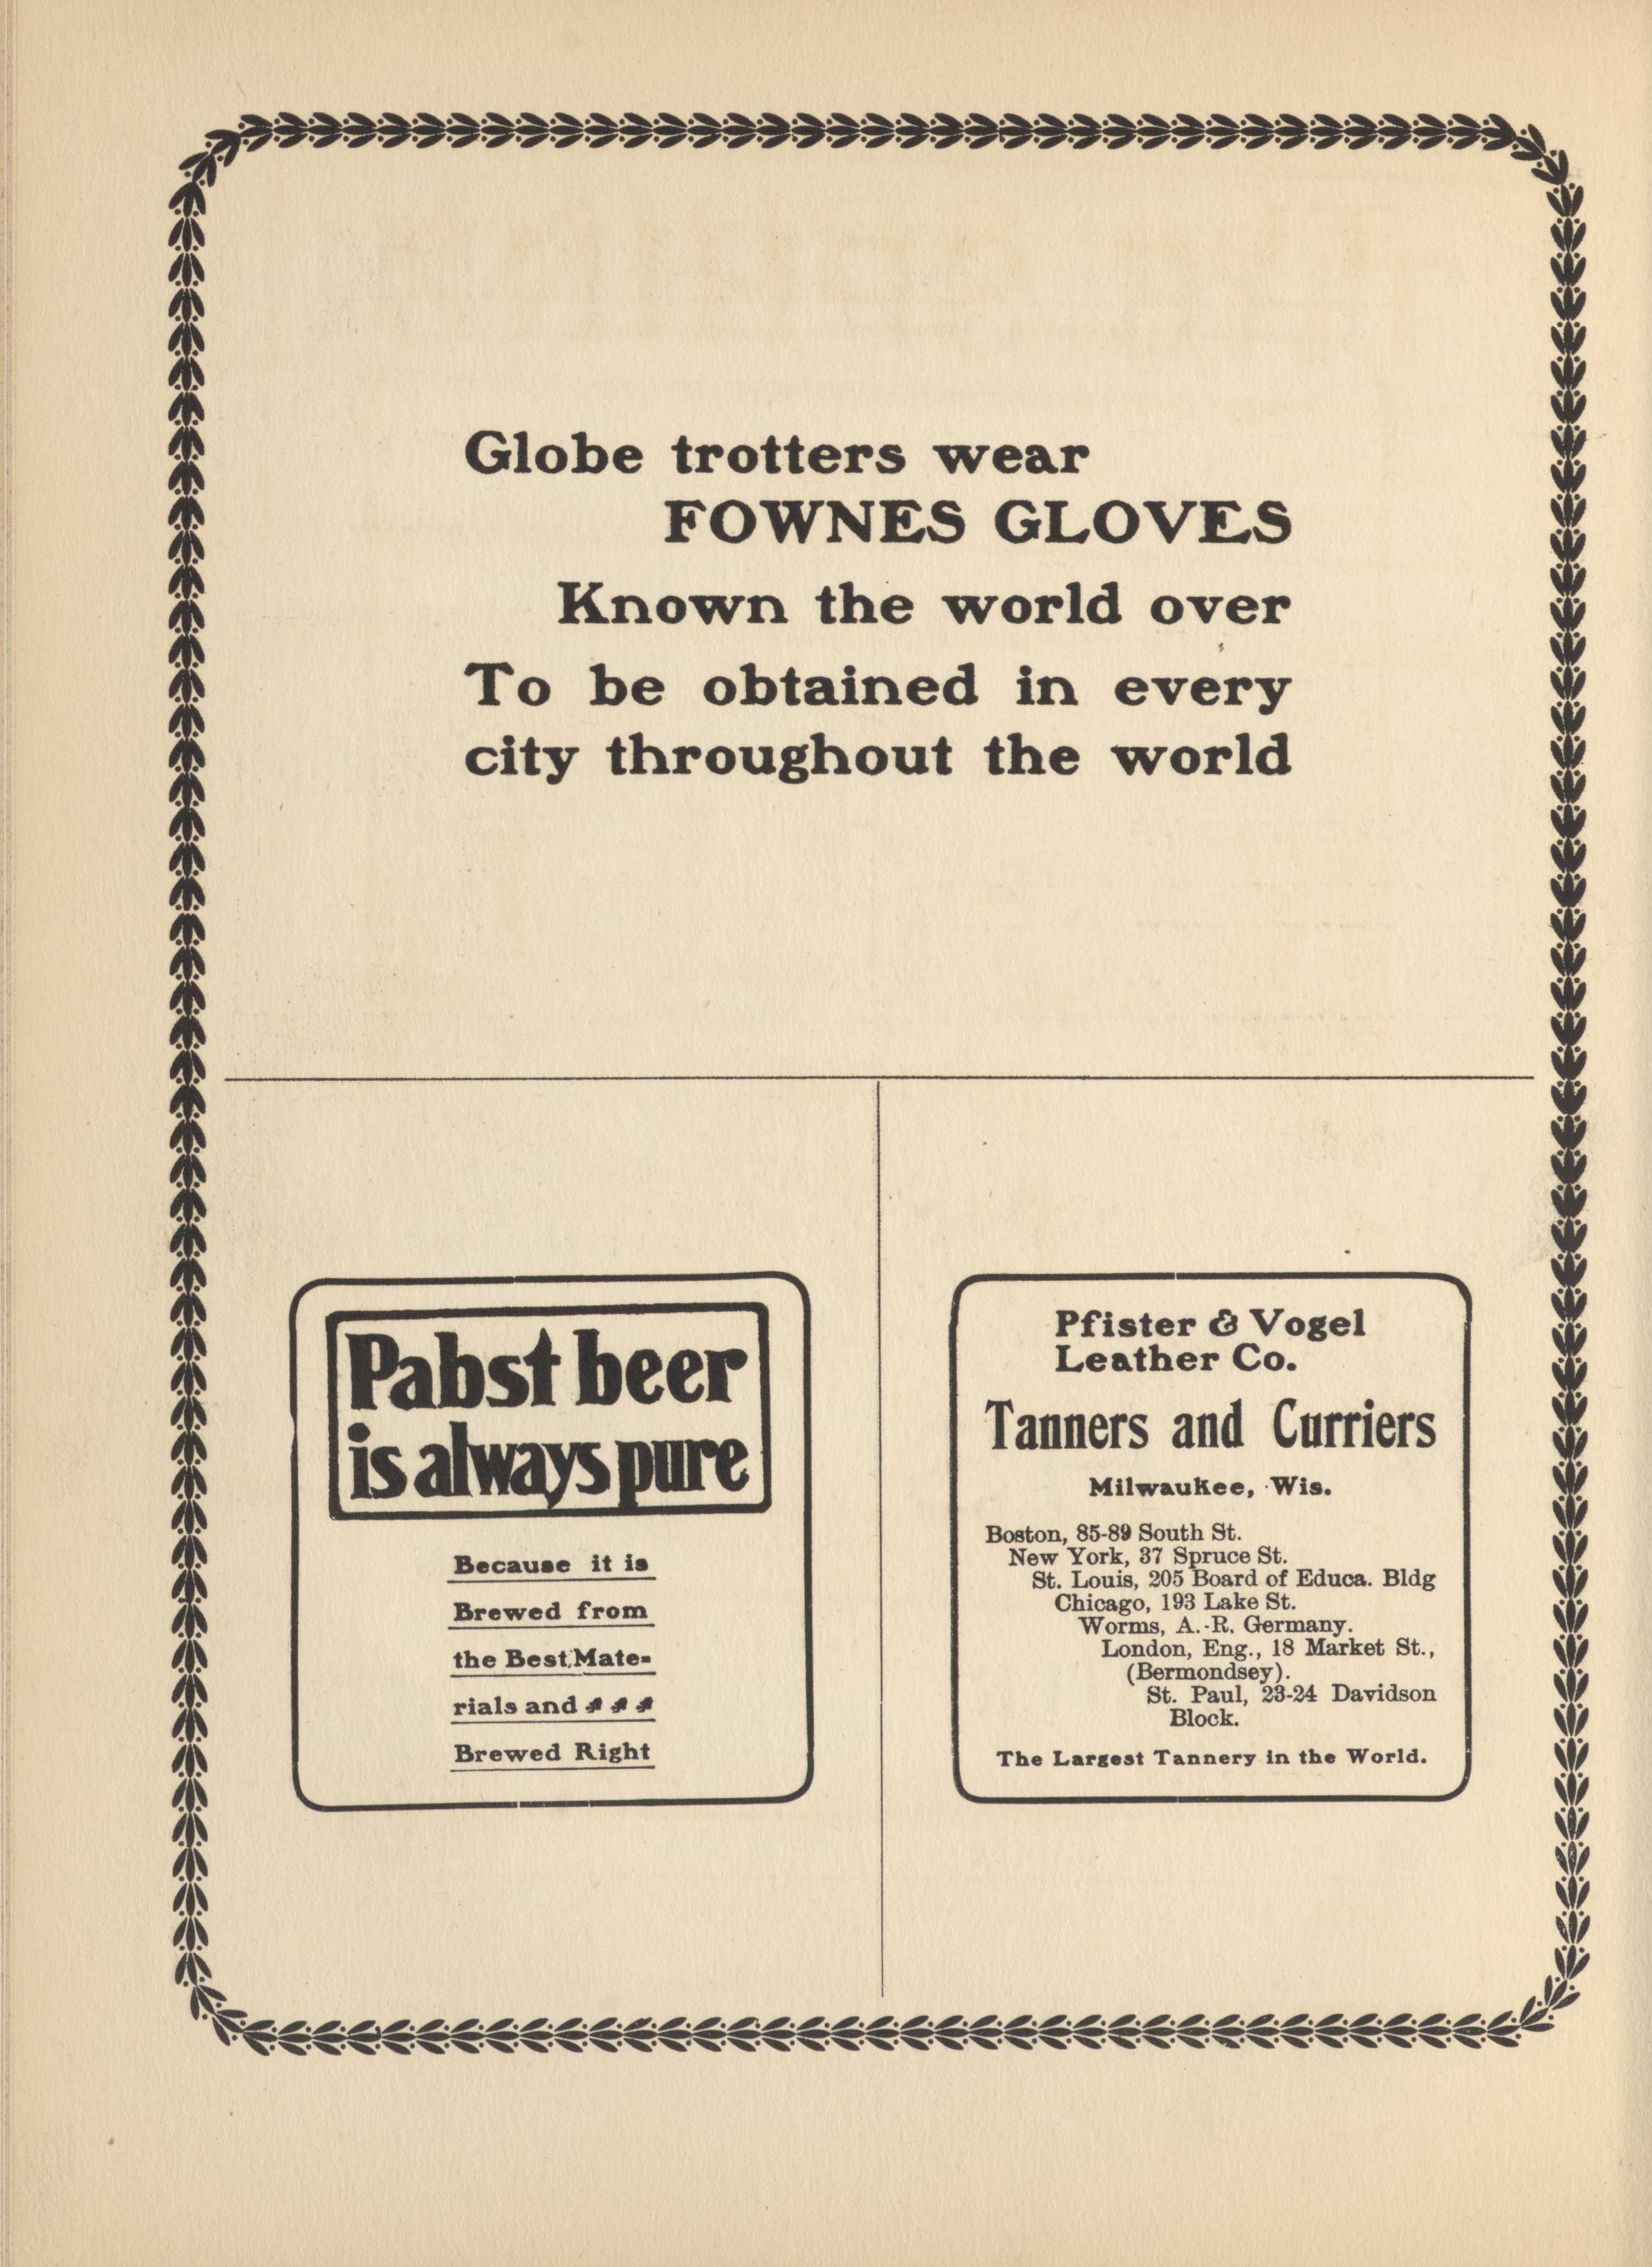 Globe trotters wear
FOWNES GLOVES
Known the world over
To be obtained in every
city throughout the world
Pabst beer
is always pure
Because it is
Brewed from
the Best Mate-
rials and
Brewed Right
Pfister & Vogel
Leather Co.
Tanners and Curriers
Milwaukee, Wis.
Boston, 85-89 South St.
New York, 37 Spruce St.
St. Louis, 205 Board of Educa. Bldg
Chicago, 193 Lake St.
Worms, A.-R. Germany.
London, Eng., 18 Market St.,
(Bermondsey).
St. Paul, 23-24 Davidson
Block.
The Largest Tannery in the World.